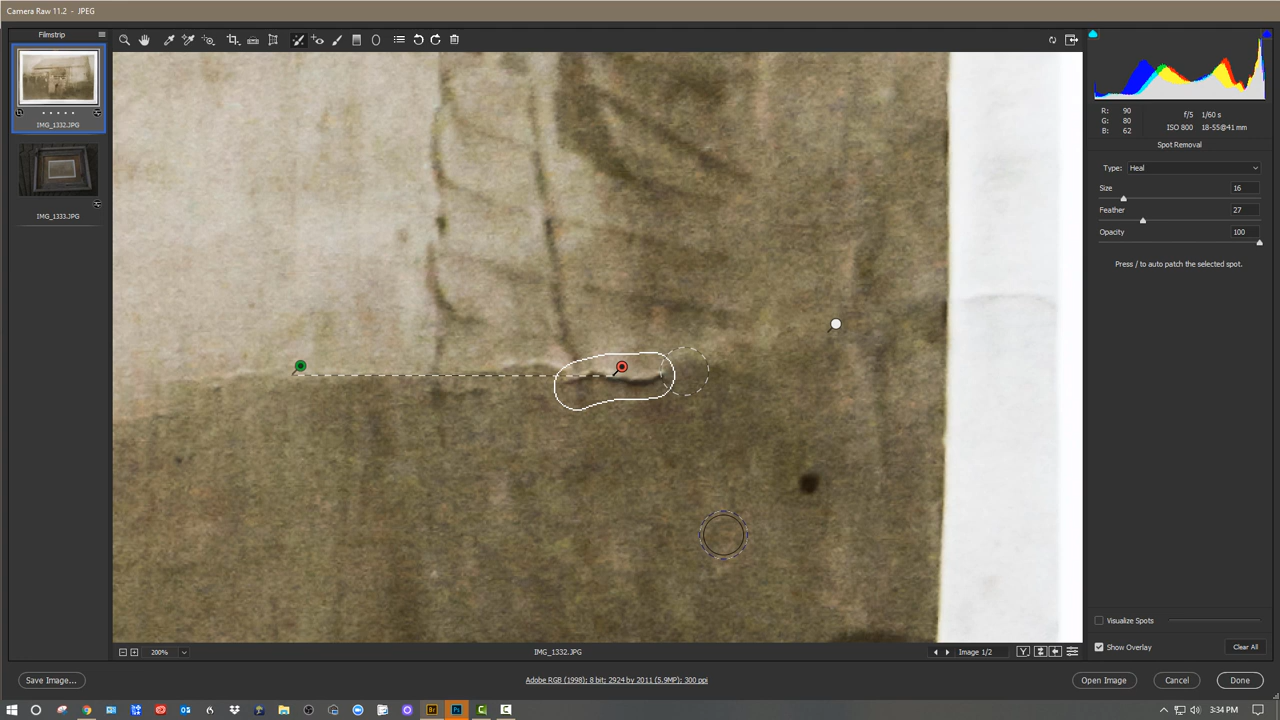 Camera Raw 11.2 - JPEG
Filmstrip
IMG_1332.JPG
IMG_1333.JPG
R: 90
G: 80
B: 62
f/5 1/60 s
ISO 800 18-55@41 mm
Spot Removal
Type: Heal
Size 16
Feather 27
Opacity 100
Press / to auto patch the selected spot.
Visualize Spots
Show Overlay
Clear All
200%
IMG_1332.JPG
Image 1/2
Y
Save Image...
Adobe RGB (1998); 8 bit; 2924 by 2011 (5.9MP); 300 ppi
Open Image
Cancel
Done
Br
Ps
3:34 PM